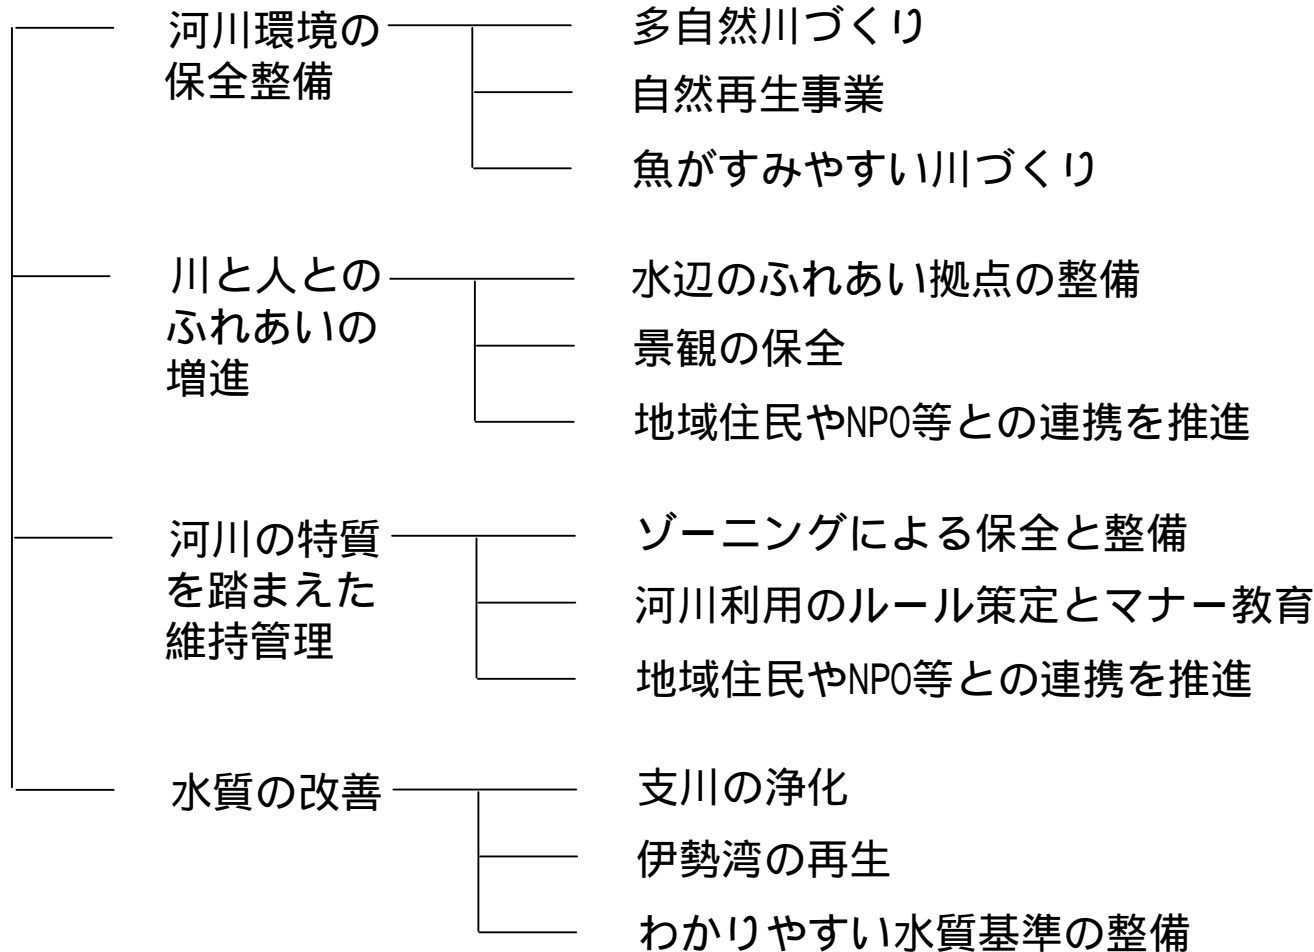 河川環境の
保全整備
多自然川づくり
自然再生事業
魚がすみやすい川づくり
川と人との
ふれあいの
増進
水辺のふれあい拠点の整備
景観の保全
地域住民やNPO等との連携を推進
河川の特質
を踏まえた
維持管理
ゾーニングによる保全と整備
河川利用のルール策定とマナー教育
地域住民やNPO等との連携を推進
水質の改善
支川の浄化
伊勢湾の再生
わかりやすい水質基準の整備